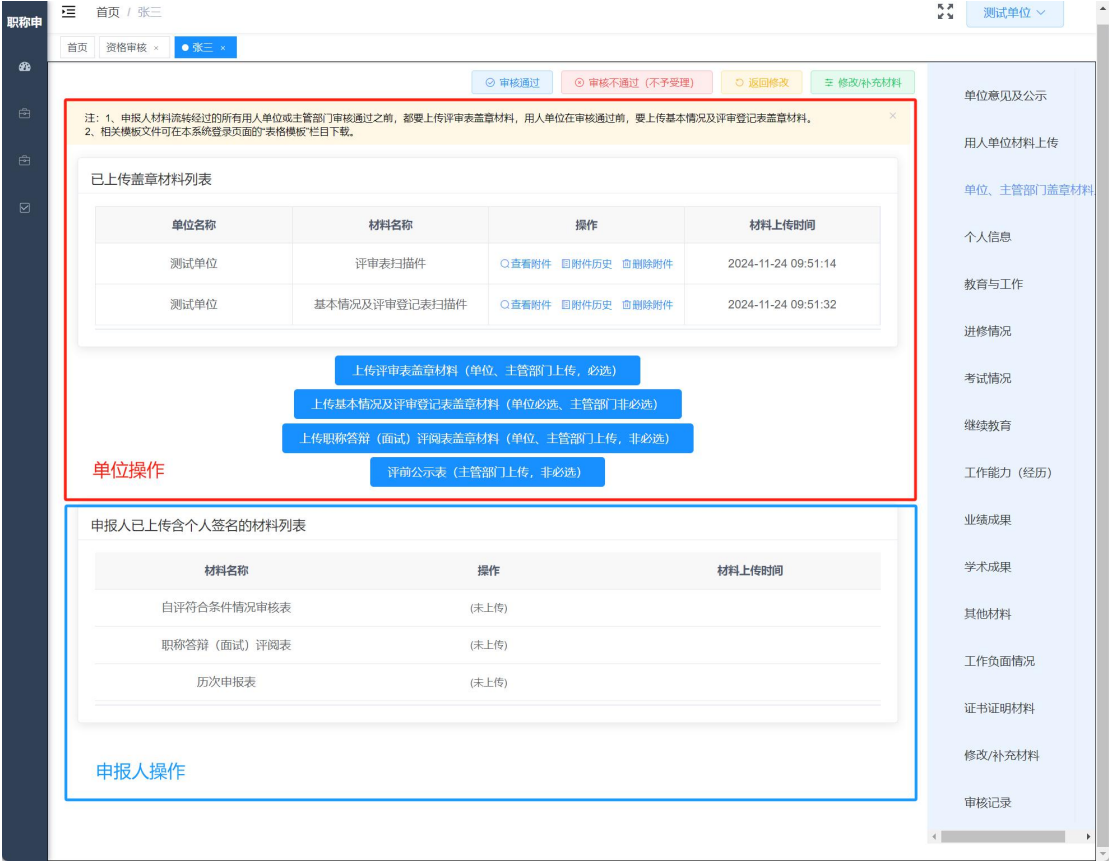 职称申
首页 / 张三
测试单位
首页 资格审核 × 张三 ×
审核通过 审核不通过（不予受理） 返回修改 修改/补充材料
注：1、申报人材料流转经过的所有用人单位或主管部门审核通过之前，都要上传评审表盖章材料，用人单位在审核通过前，要上传基本情况及评审登记表盖章材料。
2、相关模板文件可在本系统登录页面的“表格模板”栏目下载。
已上传盖章材料列表
单位名称 材料名称 操作 材料上传时间
测试单位 评审表扫描件 查看附件 附件历史 删除附件 2024-11-24 09:51:14
测试单位 基本情况及评审登记表扫描件 查看附件 附件历史 删除附件 2024-11-24 09:51:32
上传评审表盖章材料（单位、主管部门上传，必选）
上传基本情况及评审登记表盖章材料（单位必选、主管部门非必选）
上传职称答辩（面试）评阅表盖章材料（单位、主管部门上传，非必选）
评前公示表（主管部门上传，非必选）
单位操作
申报人已上传含个人签名的材料列表
材料名称 操作 材料上传时间
自评符合条件情况审核表 (未上传)
职称答辩（面试）评阅表 (未上传)
历次申报表 (未上传)
申报人操作
单位意见及公示
用人单位材料上传
单位、主管部门盖章材料
个人信息
教育与工作
进修情况
考试情况
继续教育
工作能力（经历）
业绩成果
学术成果
其他材料
工作负面情况
证书证明材料
修改/补充材料
审核记录